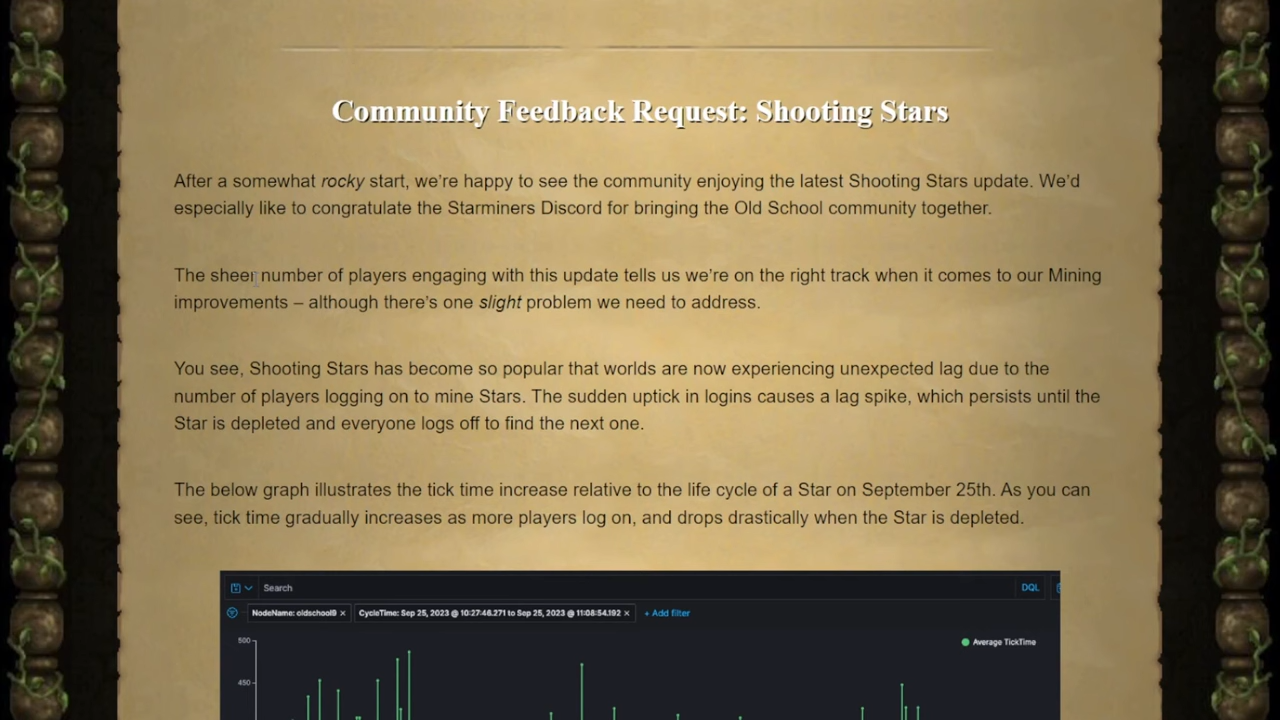 Community Feedback Request: Shooting Stars
After a somewhat rocky start, we're happy to see the community enjoying the latest Shooting Stars update. We'd
especially like to congratulate the Starminers Discord for bringing the Old School community together.
The sheer number of players engaging with this update tells us we're on the right track when it comes to our Mining
improvements – although there's one slight problem we need to address.
You see, Shooting Stars has become so popular that worlds are now experiencing unexpected lag due to the
number of players logging on to mine Stars. The sudden uptick in logins causes a lag spike, which persists until the
Star is depleted and everyone logs off to find the next one.
The below graph illustrates the tick time increase relative to the life cycle of a Star on September 25th. As you can
see, tick time gradually increases as more players log on, and drops drastically when the Star is depleted.
Search DQL
NodeName: oldschool9 × CycleTime: Sep 25, 2023 @ 10:27:46.271 to Sep 25, 2023 @ 11:08:54.192 × + Add filter
500
Average TickTime
450